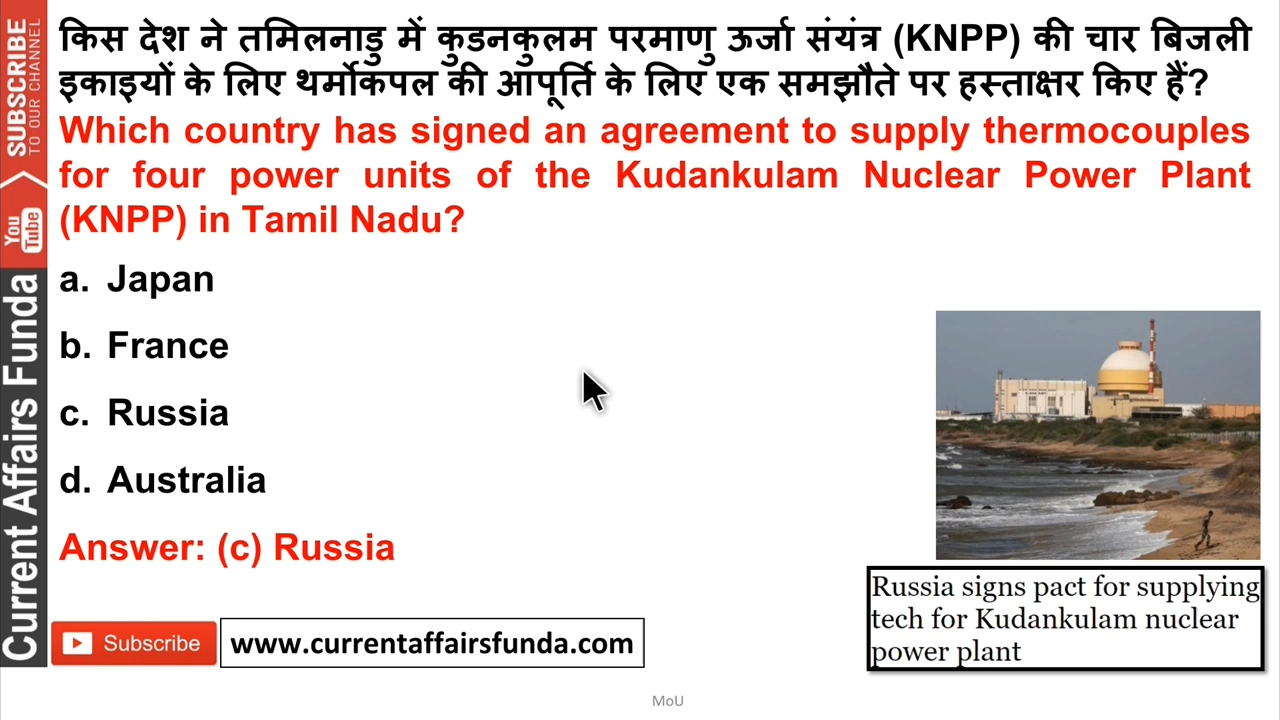 किस देश ने तमिलनाडु में कुडनकुलम परमाणु ऊर्जा संयंत्र (KNPP) की चार बिजली
इकाइयों के लिए थर्मोकपल की आपूर्ति के लिए एक समझौते पर हस्ताक्षर किए हैं?
Which country has signed an agreement to supply thermocouples
for four power units of the Kudankulam Nuclear Power Plant
(KNPP) in Tamil Nadu?
a. Japan
b. France
c. Russia
d. Australia
Answer: (c) Russia
Russia signs pact for supplying
tech for Kudankulam nuclear
power plant
Subscribe
www.currentaffairsfunda.com
MoU
SUBSCRIBE
TO OUR CHANNEL
You
Tube
Current Affairs Funda